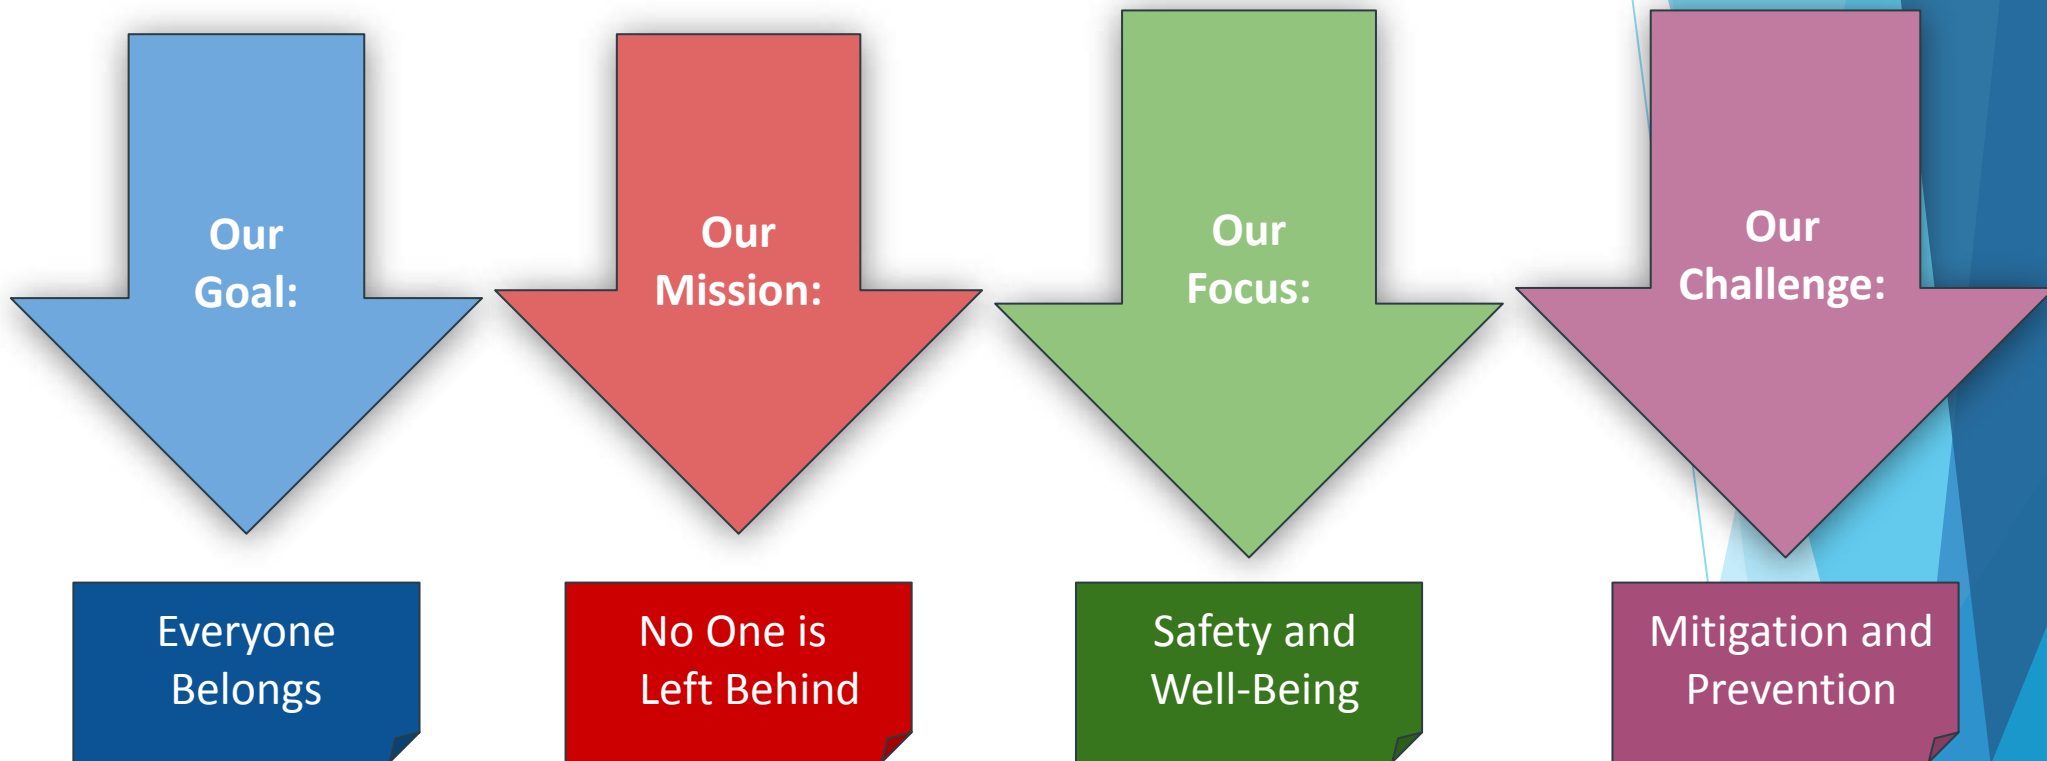 Our
Goal:
Everyone
Belongs
Our
Mission:
No One is
Left Behind
Our
Focus:
Safety and
Well-Being
Our
Challenge:
Mitigation and
Prevention